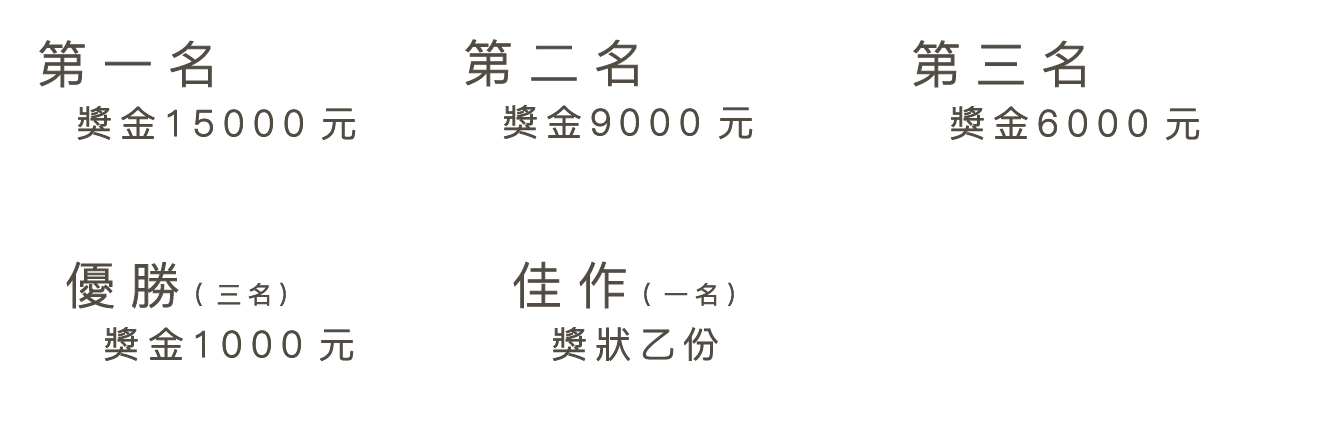 第一名
獎金15000 元
第二名
獎金9000 元
第三名
獎金6000 元
優勝(三名)
獎金1000 元
佳作(一名)
獎狀乙份